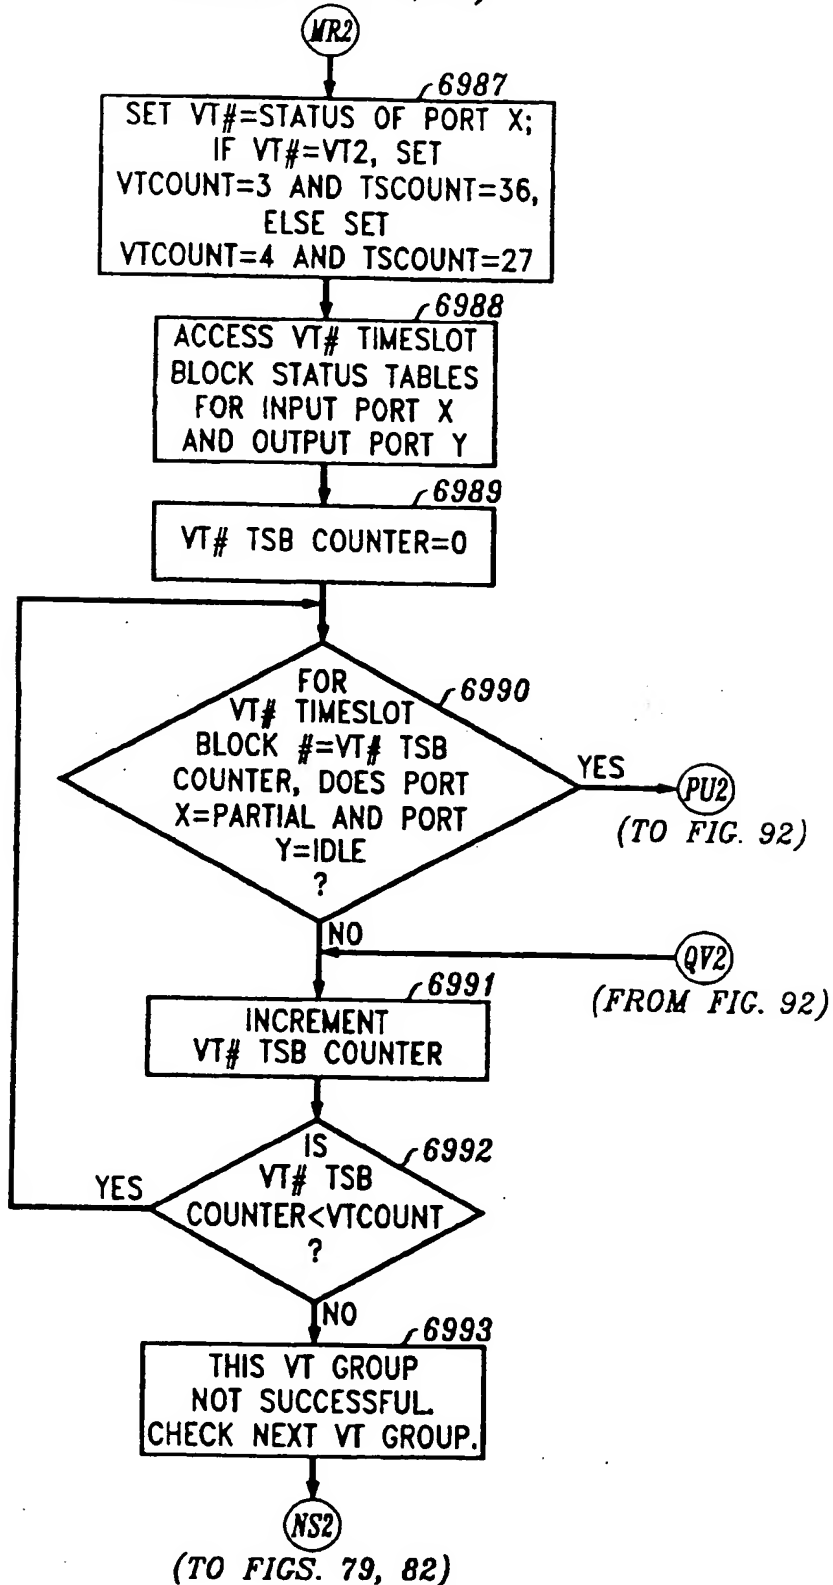 MR2
6987
SET VT#=STATUS OF PORT X;
IF VT#=VT2, SET
VTCOUNT=3 AND TSCOUNT=36,
ELSE SET
VTCOUNT=4 AND TSCOUNT=27
6988
ACCESS VT# TIMESLOT
BLOCK STATUS TABLES
FOR INPUT PORT X
AND OUTPUT PORT Y
6989
VT# TSB COUNTER=0
6990
FOR
VT# TIMESLOT
BLOCK #=VT# TSB
COUNTER, DOES PORT
X=PARTIAL AND PORT
Y=IDLE
?
YES
PU2
(TO FIG. 92)
NO
QV2
(FROM FIG. 92)
6991
INCREMENT
VT# TSB COUNTER
6992
IS
VT# TSB
COUNTER<VTCOUNT
?
YES
NO
6993
THIS VT GROUP
NOT SUCCESSFUL.
CHECK NEXT VT GROUP.
NS2
(TO FIGS. 79, 82)